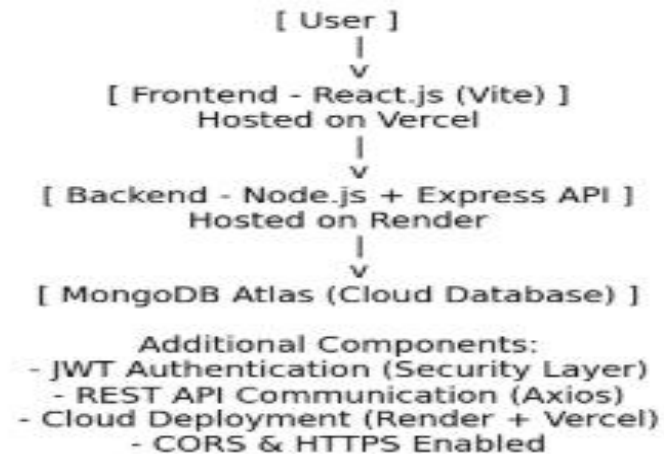 [ User ]
|
v
[ Frontend - React.js (Vite) ]
Hosted on Vercel
|
v
[ Backend - Node.js + Express API ]
Hosted on Render
|
v
[ MongoDB Atlas (Cloud Database) ]
Additional Components:
- JWT Authentication (Security Layer)
- REST API Communication (Axios)
- Cloud Deployment (Render + Vercel)
- CORS & HTTPS Enabled